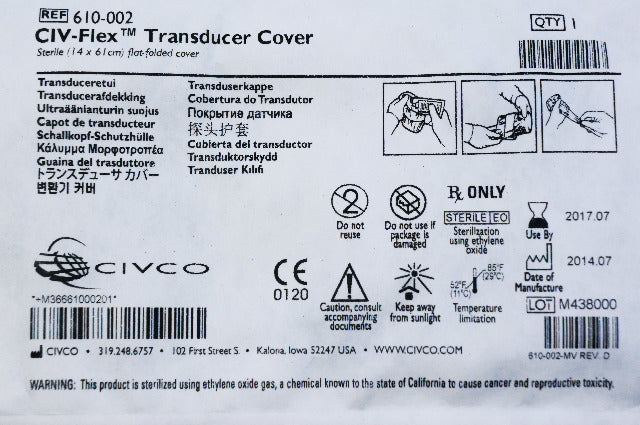 REF 610-002
CIV-Flex™ Transducer Cover
Sterile (14 x 61cm) flat-folded cover
QTY 1
Transduceretui
Transducerafdekking
Ultraäänianturin suojus
Capot de transducteur
Schallkopf-Schutzhülle
Κάλυμμα Μορφοτροπέα
Guaina del trasduttore
トランスデューサ カバー
변환기 커버
Transduserkappe
Cobertura do Transdutor
Покрытие датчика
探头护套
Cubierta del transductor
Transduktorskydd
Tranduser Kılıfı
2
Do not reuse
Do not use if package is damaged
Rx ONLY
STERILE EO
Sterilization using ethylene oxide
2017.07
Use By
2014.07
Date of Manufacture
LOT M438000
CIVCO
CE 0120
Caution, consult accompanying documents
Keep away from sunlight
85°F (29°C)
52°F (11°C)
Temperature limitation
*+M36661000201*
CIVCO • 319.248.6757 • 102 First Street S. • Kalona, Iowa 52247 USA • WWW.CIVCO.COM
610-002-MV REV. D
WARNING: This product is sterilized using ethylene oxide gas, a chemical known to the state of California to cause cancer and reproductive toxicity.